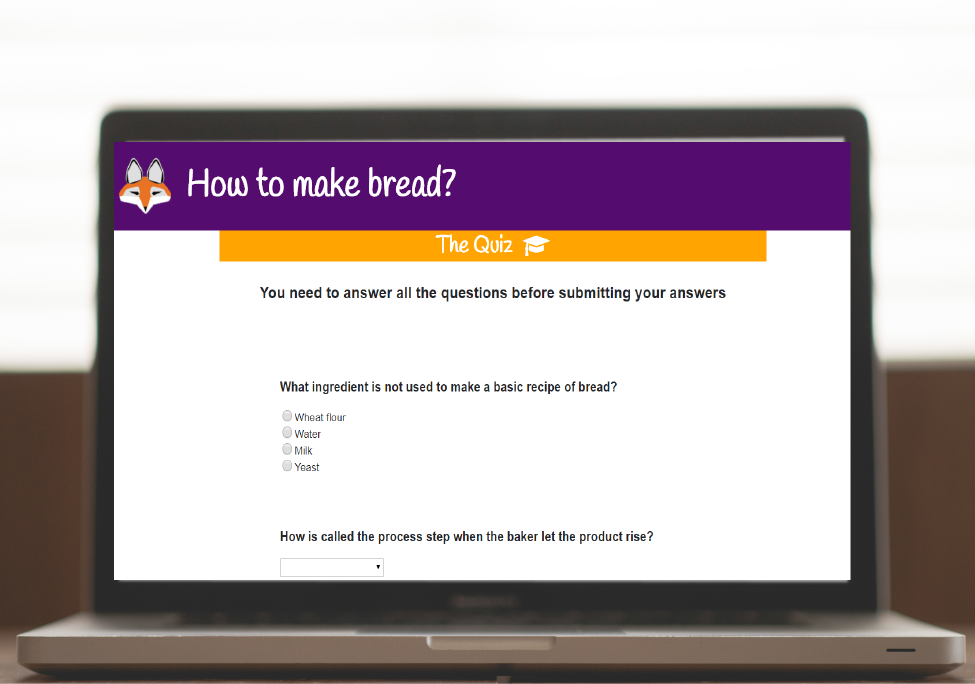 How to make bread?
The Quiz
You need to answer all the questions before submitting your answers
What ingredient is not used to make a basic recipe of bread?
Wheat flour
Water
Milk
Yeast
How is called the process step when the baker let the product rise?